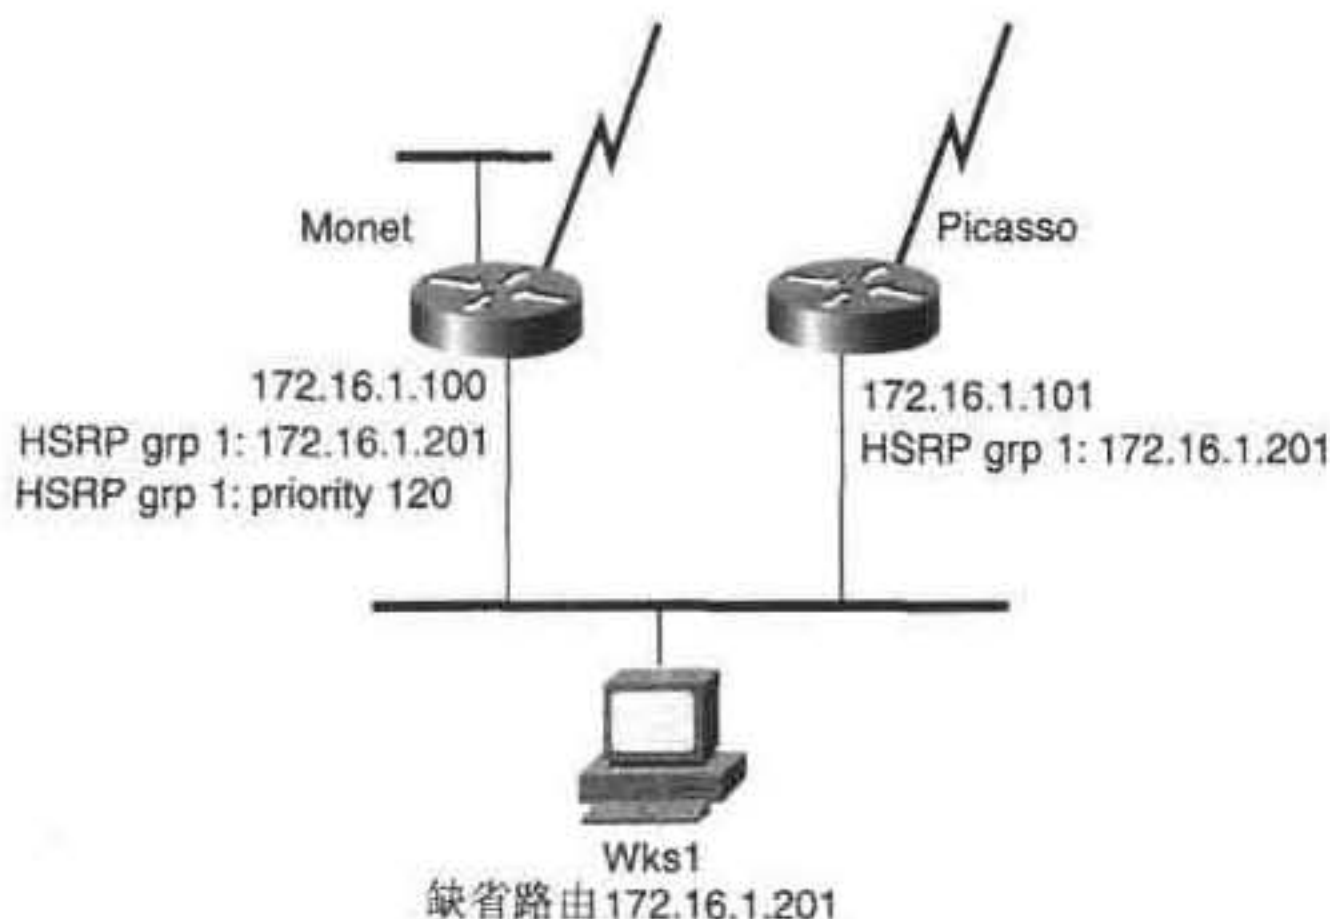 Monet
Picasso
172.16.1.100
HSRP grp 1: 172.16.1.201
HSRP grp 1: priority 120
172.16.1.101
HSRP grp 1: 172.16.1.201
Wks1
缺省路由172.16.1.201